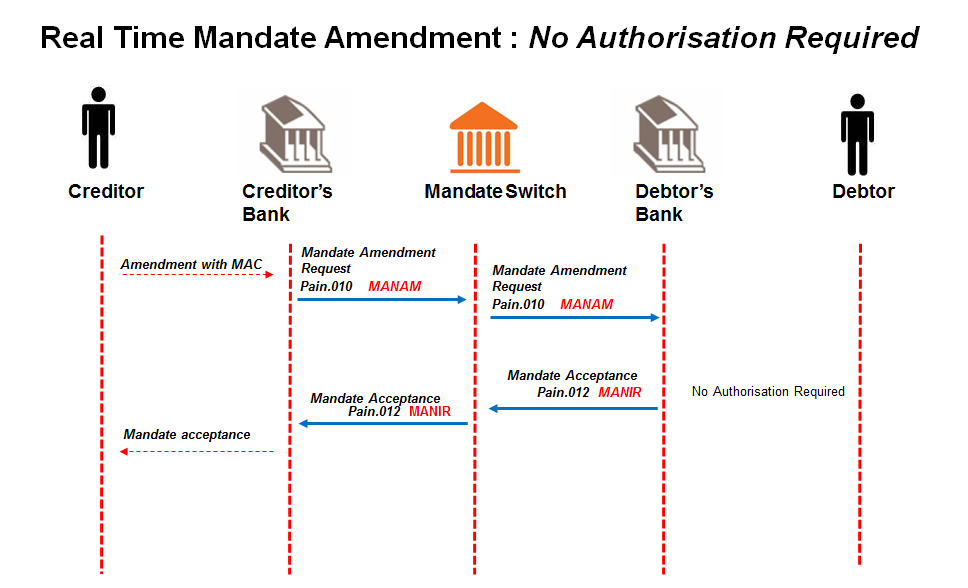 Real Time Mandate Amendment : No Authorisation Required
Creditor
Creditor's
Bank
Mandate Switch
Debtor's
Bank
Debtor
Amendment with MAC
Mandate Amendment
Request
Pain.010 MANAM
Mandate Amendment
Request
Pain.010 MANAM
Mandate Acceptance
Pain.012 MANIR
No Authorisation Required
Mandate Acceptance
Pain.012 MANIR
Mandate acceptance